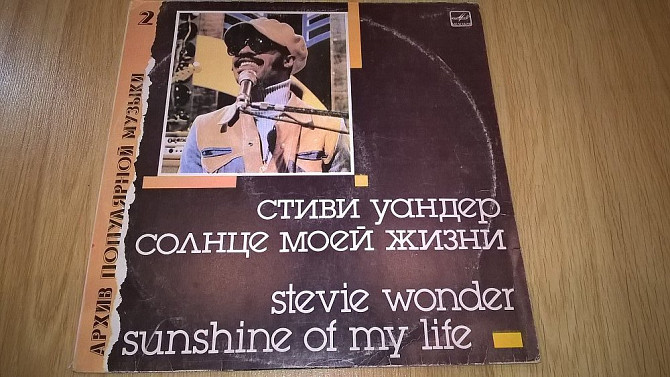 2
АРХИВ ПОПУЛЯРНОЙ МУЗЫКИ
стиви уандер
солнце моей жизни
stevie wonder
sunshine of my life